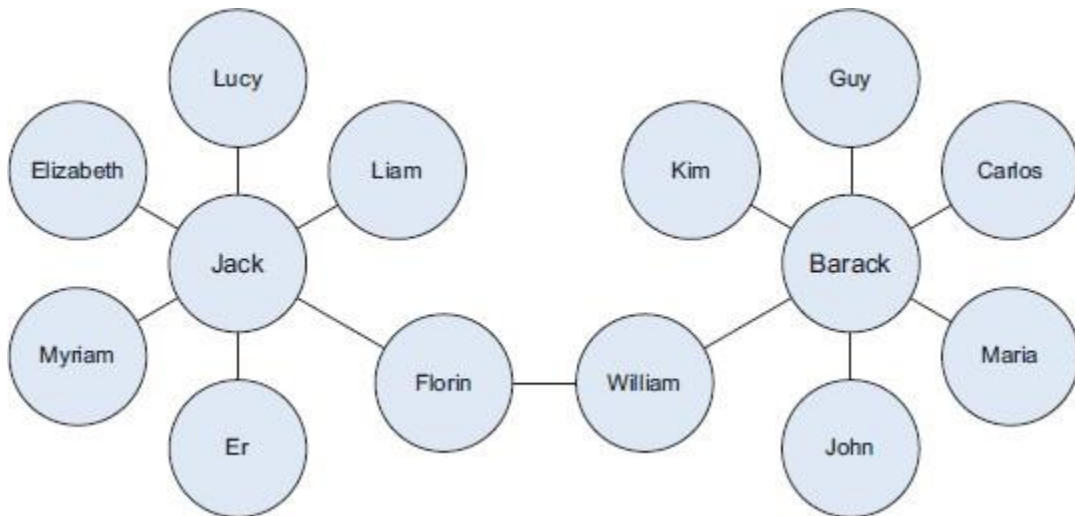 Lucy
Guy
Elizabeth
Liam
Kim
Carlos
Jack
Barack
Myriam
Florin
William
Maria
Er
John